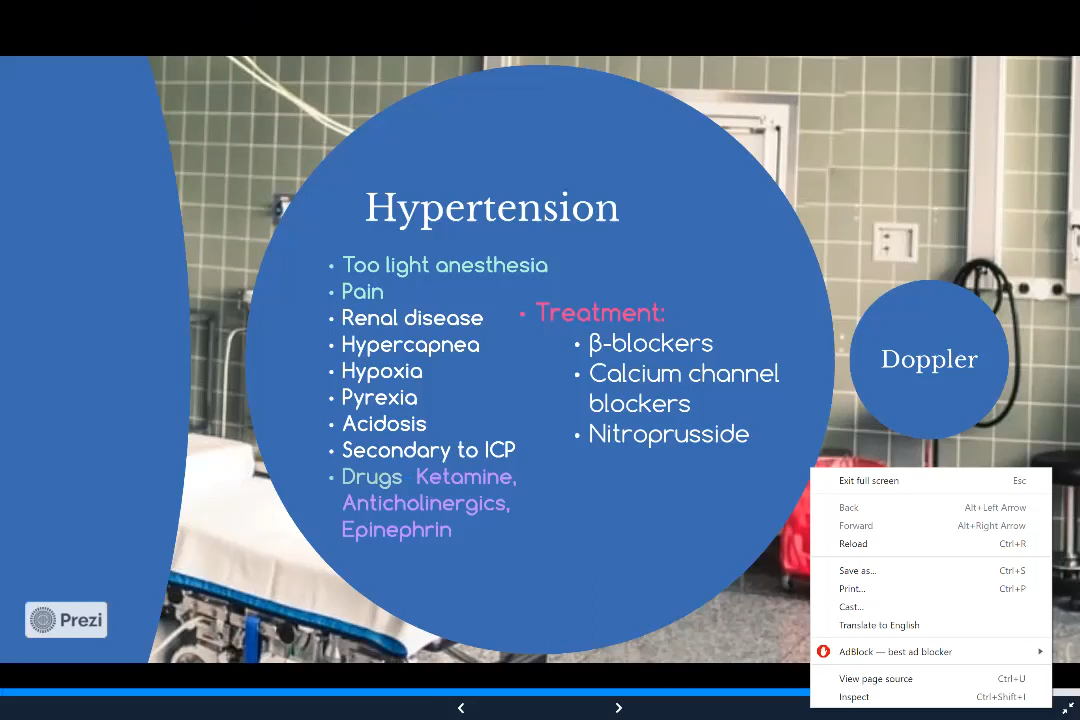 Hypertension
• Too light anesthesia
• Pain
• Renal disease
• Hypercapnea
• Hypoxia
• Pyrexia
• Acidosis
• Secondary to ICP
• Drugs Ketamine,
Anticholinergics,
Epinephrin
• Treatment:
• β-blockers
• Calcium channel
blockers
• Nitroprusside
Doppler
Prezi
Exit full screen Esc
Back Alt+Left Arrow
Forward Alt+Right Arrow
Reload Ctrl+R
Save as... Ctrl+S
Print... Ctrl+P
Cast...
Translate to English
AdBlock — best ad blocker
View page source Ctrl+U
Inspect Ctrl+Shift+I